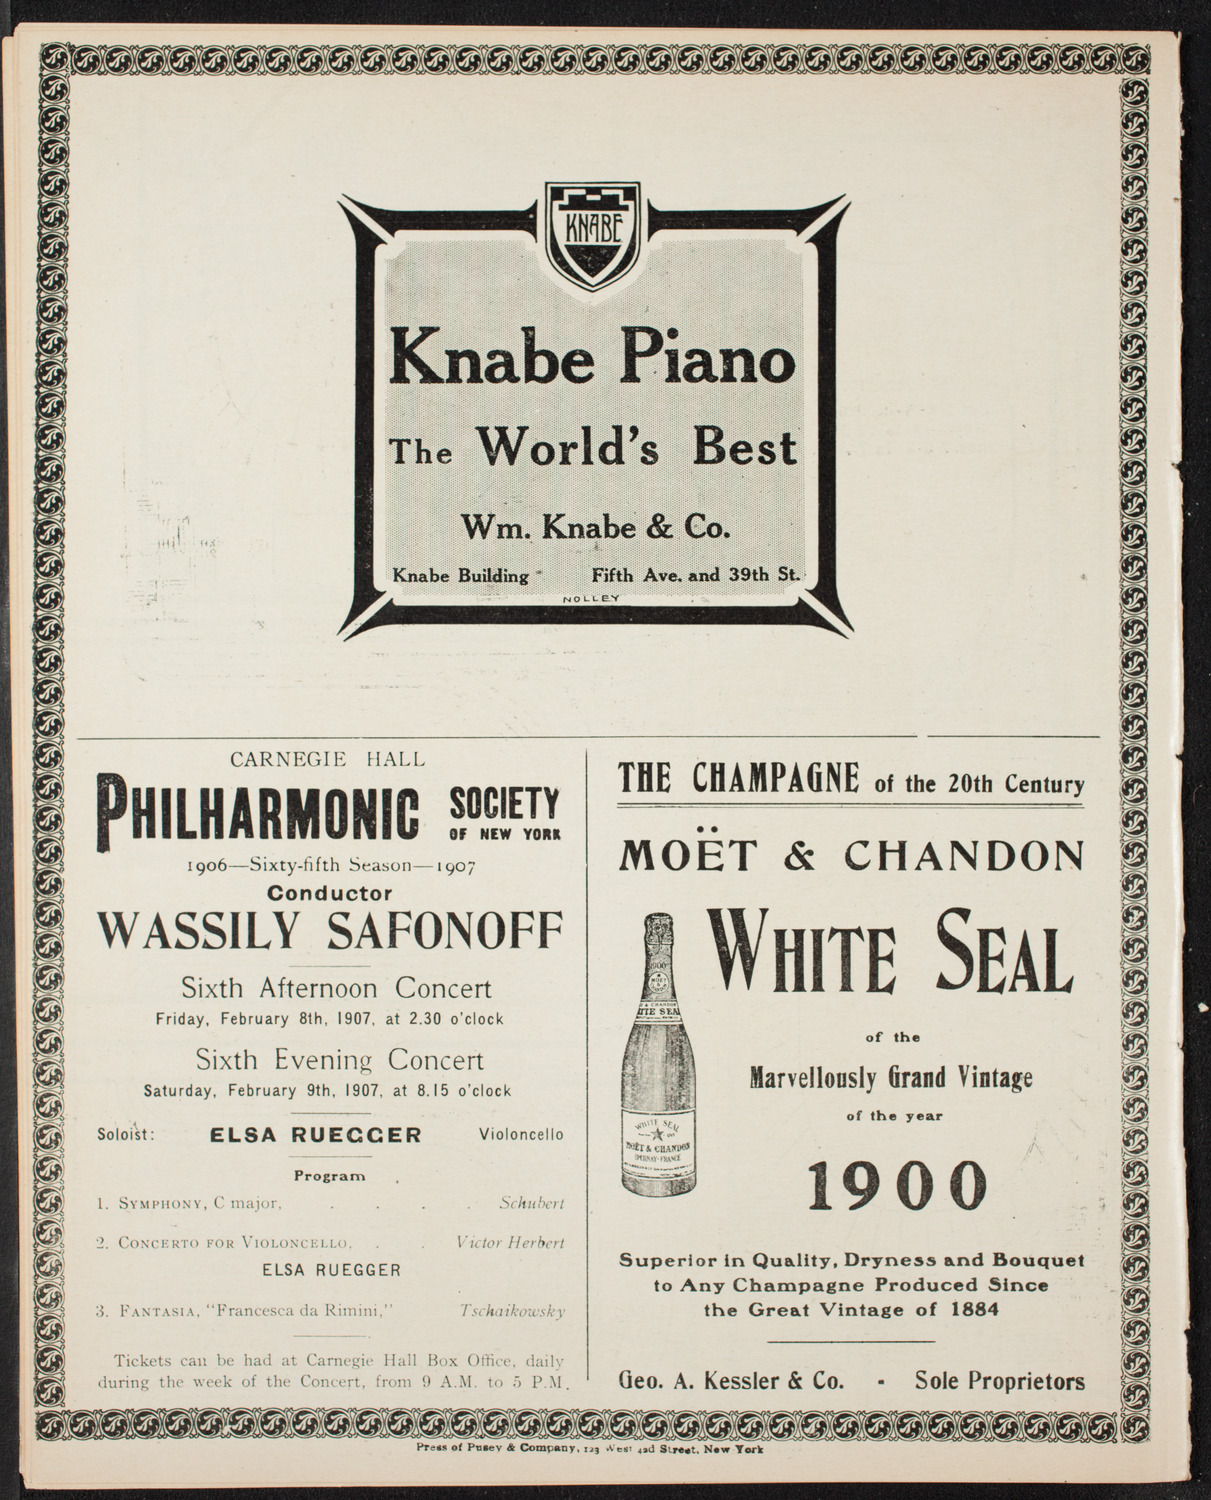 KNABE
Knabe Piano
The World's Best
Wm. Knabe & Co.
Knabe Building Fifth Ave. and 39th St.
NOLLEY
CARNEGIE HALL
PHILHARMONIC SOCIETY
OF NEW YORK
1906—Sixty-fifth Season—1907
Conductor
WASSILY SAFONOFF
Sixth Afternoon Concert
Friday, February 8th, 1907, at 2.30 o'clock
Sixth Evening Concert
Saturday, February 9th, 1907, at 8.15 o'clock
Soloist: ELSA RUEGGER Violoncello
Program
1. SYMPHONY, C major, . . . . Schubert
2. CONCERTO FOR VIOLONCELLO, . . Victor Herbert
ELSA RUEGGER
3. FANTASIA, "Francesca da Rimini," Tschaikowsky
Tickets can be had at Carnegie Hall Box Office, daily
during the week of the Concert, from 9 A.M. to 5 P.M.
THE CHAMPAGNE of the 20th Century
MOËT & CHANDON
WHITE SEAL
of the
Marvellously Grand Vintage
of the year
1900
1900
& CHANDON
TE SEA
WHITE SEAL
MOËT & CHANDON
EPERNAY-FRANCE
Superior in Quality, Dryness and Bouquet
to Any Champagne Produced Since
the Great Vintage of 1884
Geo. A. Kessler & Co. - Sole Proprietors
Press of Pusey & Company, 123 West 42d Street, New York